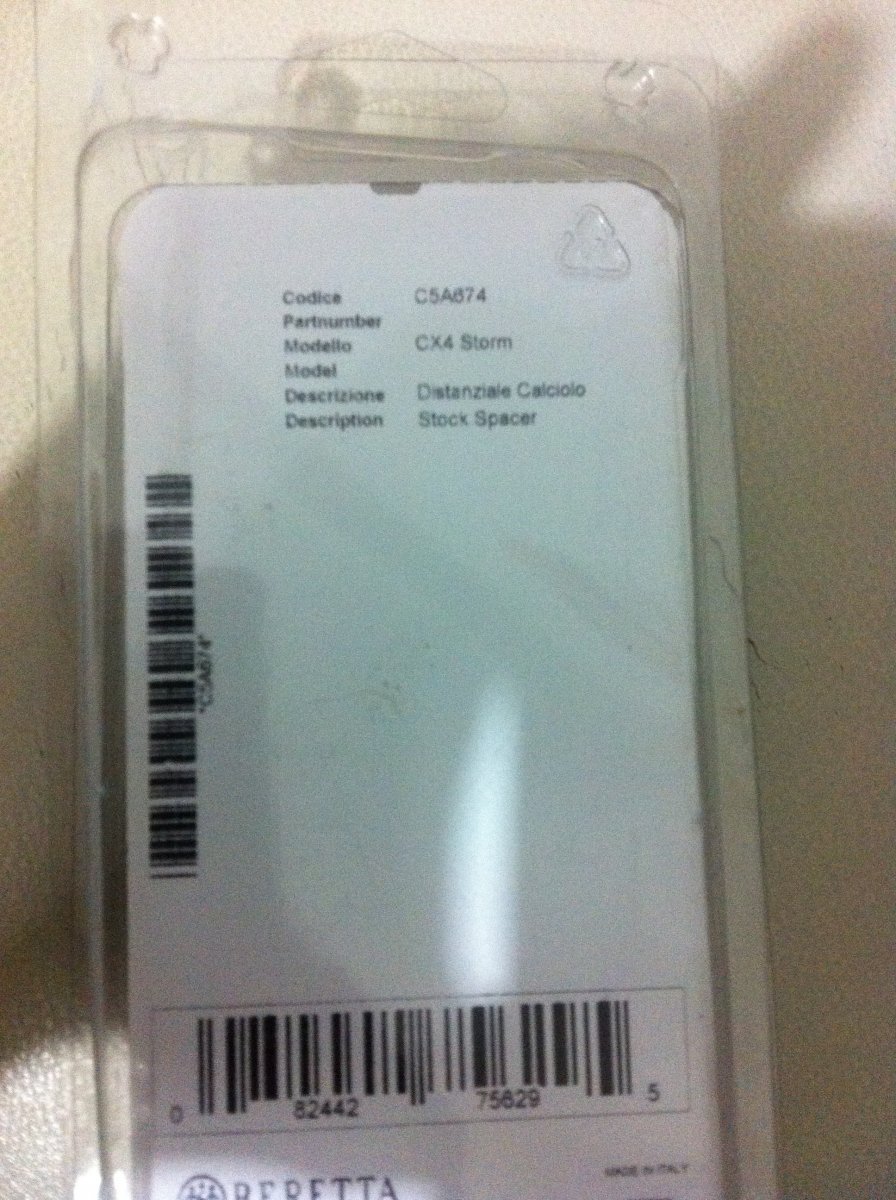 Codice C5A674
Partnumber
Modello CX4 Storm
Model
Descrizione Distanziale Calciolo
Description Stock Spacer
*C5A674*
0 82442 75629 5
BERETTA
MADE IN ITALY